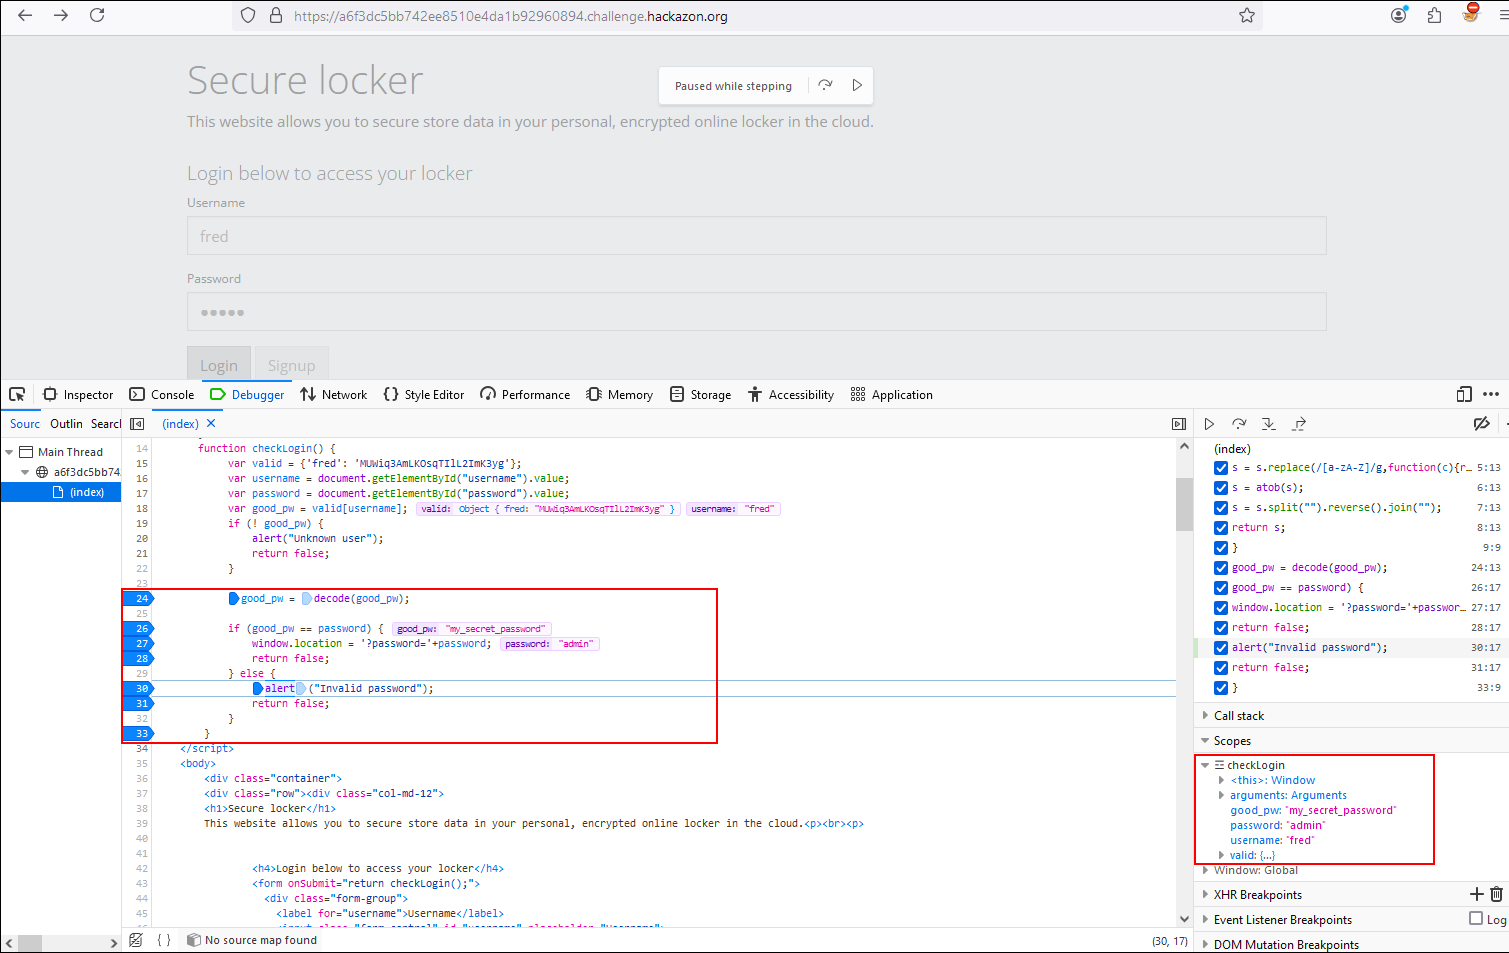 https://a6f3dc5bb742ee8510e4da1b92960894.challenge.hackazon.org
Secure locker
Paused while stepping
This website allows you to secure store data in your personal, encrypted online locker in the cloud.
Login below to access your locker
Username
fred
Password
●●●●●
Login
Signup
Inspector
Console
Debugger
Network
{} Style Editor
Performance
Memory
Storage
Accessibility
Application
Sourc
Outlin
Search
(index)
Main Thread
a6f3dc5bb74
(index)
14 function checkLogin() {
15 var valid = {'fred': 'MUWiq3AmLKOsqTIlL2ImK3yg'};
16 var username = document.getElementById("username").value;
17 var password = document.getElementById("password").value;
18 var good_pw = valid[username]; valid: Object { fred: "MUWiq3AmLKOsqTIlL2ImK3yg" } username: "fred"
19 if (! good_pw) {
20 alert("Unknown user");
21 return false;
22 }
23
24 good_pw = decode(good_pw);
25
26 if (good_pw == password) { good_pw: "my_secret_password"
27 window.location = '?password='+password; password: "admin"
28 return false;
29 } else {
30 alert("Invalid password");
31 return false;
32 }
33 }
34 </script>
35 <body>
36 <div class="container">
37 <div class="row"><div class="col-md-12">
38 <h1>Secure locker</h1>
39 This website allows you to secure store data in your personal, encrypted online locker in the cloud.<p><br><p>
40
41
42 <h4>Login below to access your locker</h4>
43 <form onSubmit="return checkLogin();">
44 <div class="form-group">
45 <label for="username">Username</label>
{ } No source map found
(30, 17)
(index)
s = s.replace(/[a-zA-Z]/g,function(c){r… 5:13
s = atob(s); 6:13
s = s.split("").reverse().join(""); 7:13
return s; 8:13
} 9:9
good_pw = decode(good_pw); 24:13
good_pw == password) { 26:17
window.location = '?password='+passwor… 27:17
return false; 28:17
alert("Invalid password"); 30:17
return false; 31:17
} 33:9
Call stack
Scopes
checkLogin
<this>: Window
arguments: Arguments
good_pw: "my_secret_password"
password: "admin"
username: "fred"
valid: {…}
Window: Global
XHR Breakpoints
Event Listener Breakpoints
Log
DOM Mutation Breakpoints